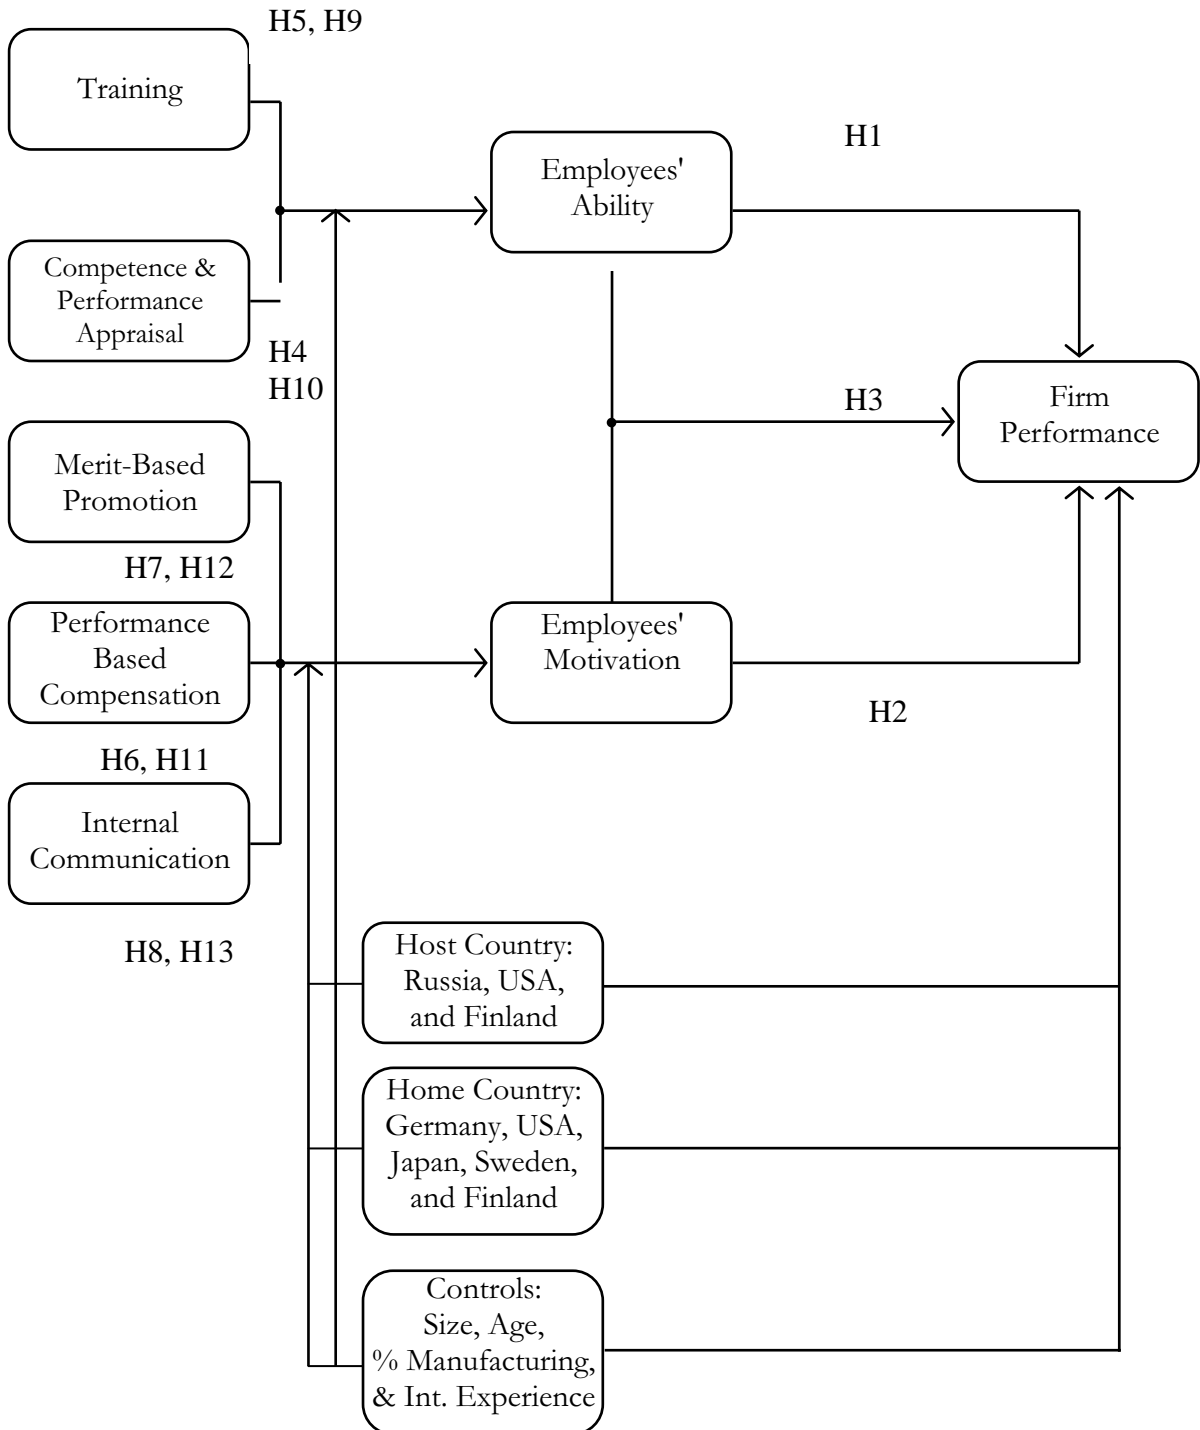 H5, H9
Training
H1
Employees'
Ability
Competence &
Performance
Appraisal
H4
H10
H3
Firm
Performance
Merit-Based
Promotion
H7, H12
Performance
Based
Compensation
Employees'
Motivation
H2
H6, H11
Internal
Communication
H8, H13
Host Country:
Russia, USA,
and Finland
Home Country:
Germany, USA,
Japan, Sweden,
and Finland
Controls:
Size, Age,
% Manufacturing,
& Int. Experience